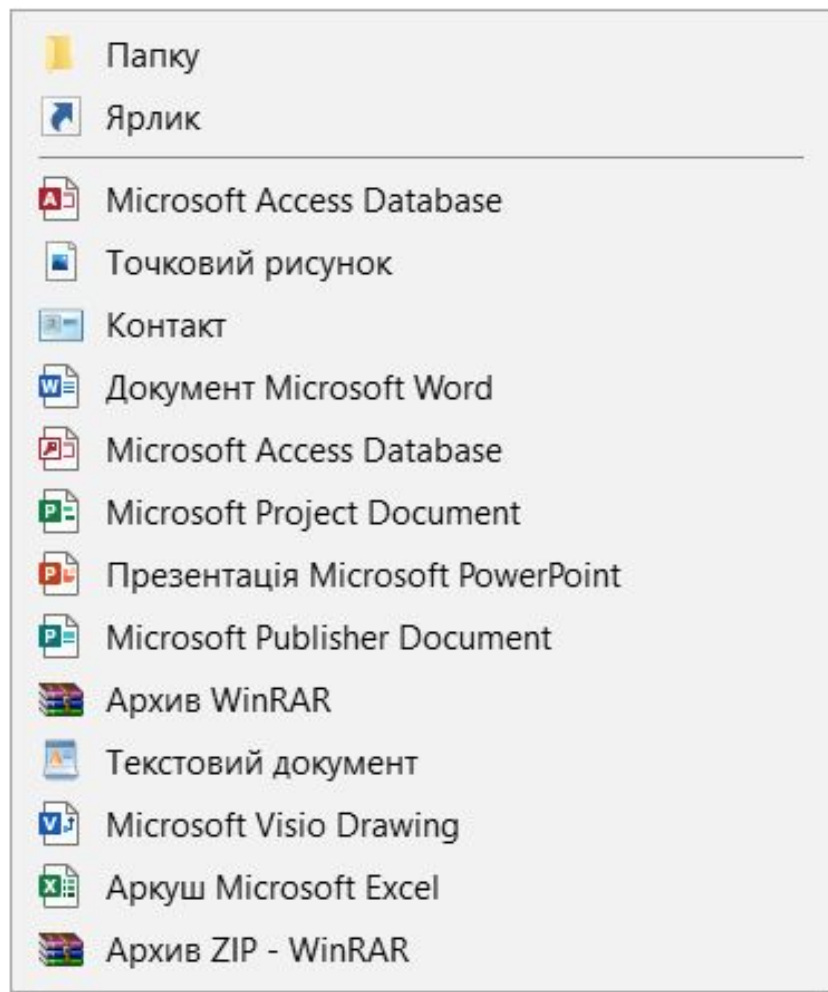 Папку
Ярлик
Microsoft Access Database
Точковий рисунок
Контакт
Документ Microsoft Word
Microsoft Access Database
Microsoft Project Document
Презентація Microsoft PowerPoint
Microsoft Publisher Document
Архив WinRAR
Текстовий документ
Microsoft Visio Drawing
Аркуш Microsoft Excel
Архив ZIP - WinRAR